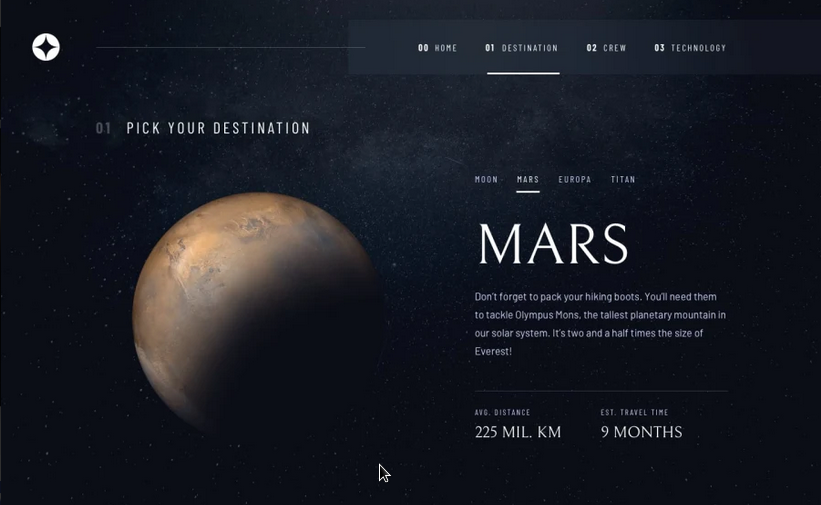 00 HOME
01 DESTINATION
02 CREW
03 TECHNOLOGY
01 PICK YOUR DESTINATION
MOON MARS EUROPA TITAN
MARS
Don't forget to pack your hiking boots. You'll need them
to tackle Olympus Mons, the tallest planetary mountain in
our solar system. It's two and a half times the size of
Everest!
AVG. DISTANCE
225 MIL. KM
EST. TRAVEL TIME
9 MONTHS